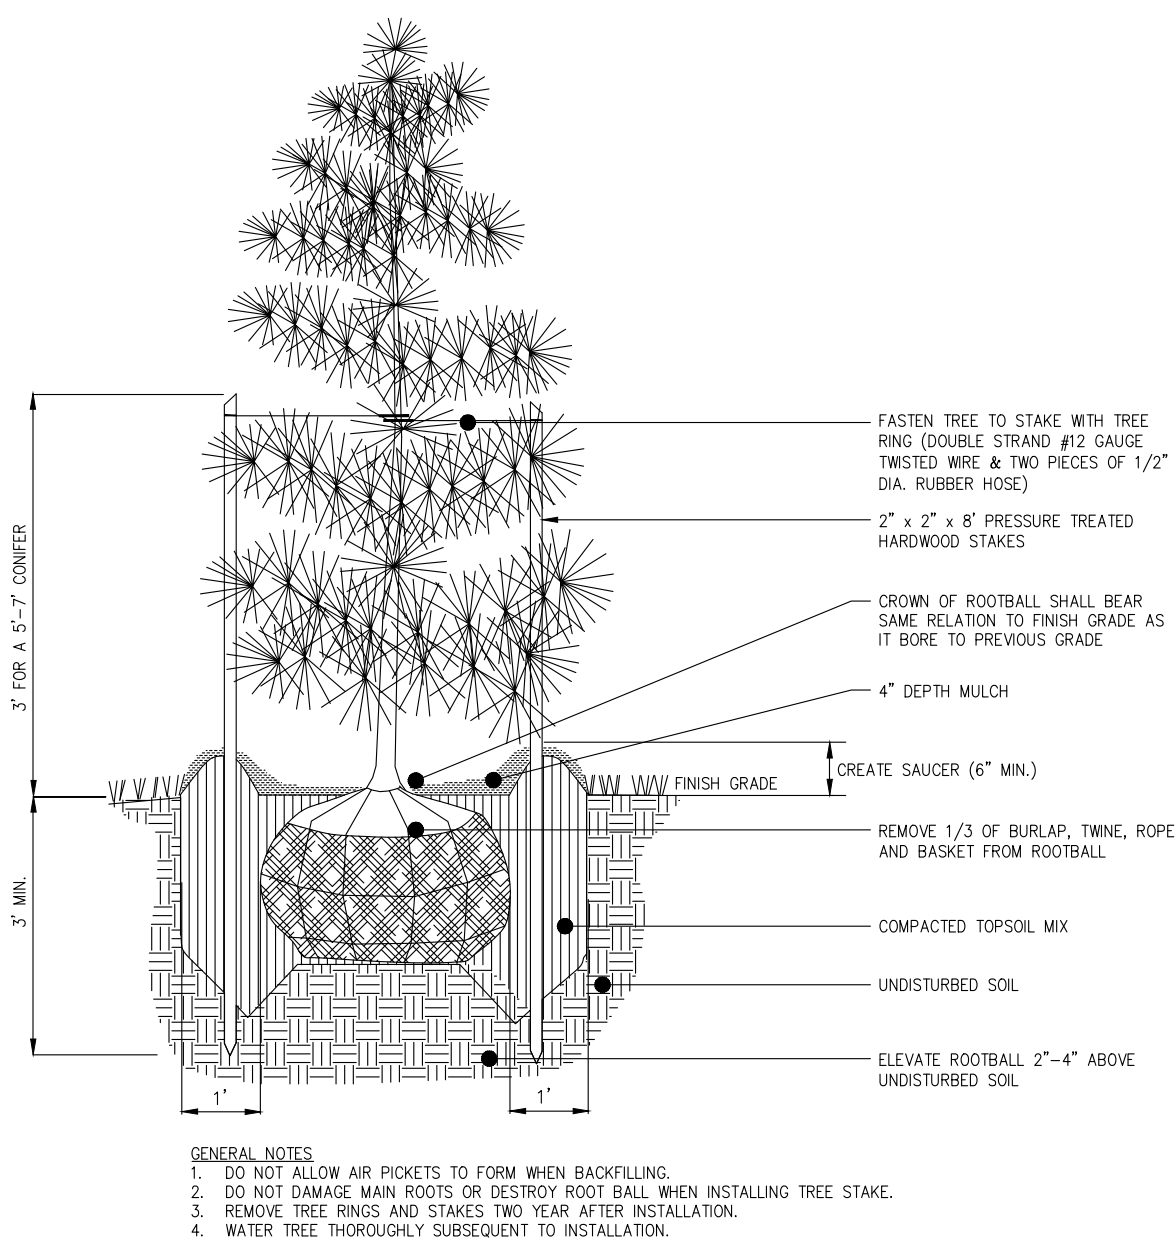 FASTEN TREE TO STAKE WITH TREE
RING (DOUBLE STRAND #12 GAUGE
TWISTED WIRE & TWO PIECES OF 1/2"
DIA. RUBBER HOSE)
2" x 2" x 8' PRESSURE TREATED
HARDWOOD STAKES
3' FOR A 5'-7' CONIFER
CROWN OF ROOTBALL SHALL BEAR
SAME RELATION TO FINISH GRADE AS
IT BORE TO PREVIOUS GRADE
4" DEPTH MULCH
CREATE SAUCER (6" MIN.)
FINISH GRADE
REMOVE 1/3 OF BURLAP, TWINE, ROPE
AND BASKET FROM ROOTBALL
3' MIN.
COMPACTED TOPSOIL MIX
UNDISTURBED SOIL
ELEVATE ROOTBALL 2"-4" ABOVE
UNDISTURBED SOIL
1'
1'
GENERAL NOTES
1. DO NOT ALLOW AIR PICKETS TO FORM WHEN BACKFILLING.
2. DO NOT DAMAGE MAIN ROOTS OR DESTROY ROOT BALL WHEN INSTALLING TREE STAKE.
3. REMOVE TREE RINGS AND STAKES TWO YEAR AFTER INSTALLATION.
4. WATER TREE THOROUGHLY SUBSEQUENT TO INSTALLATION.